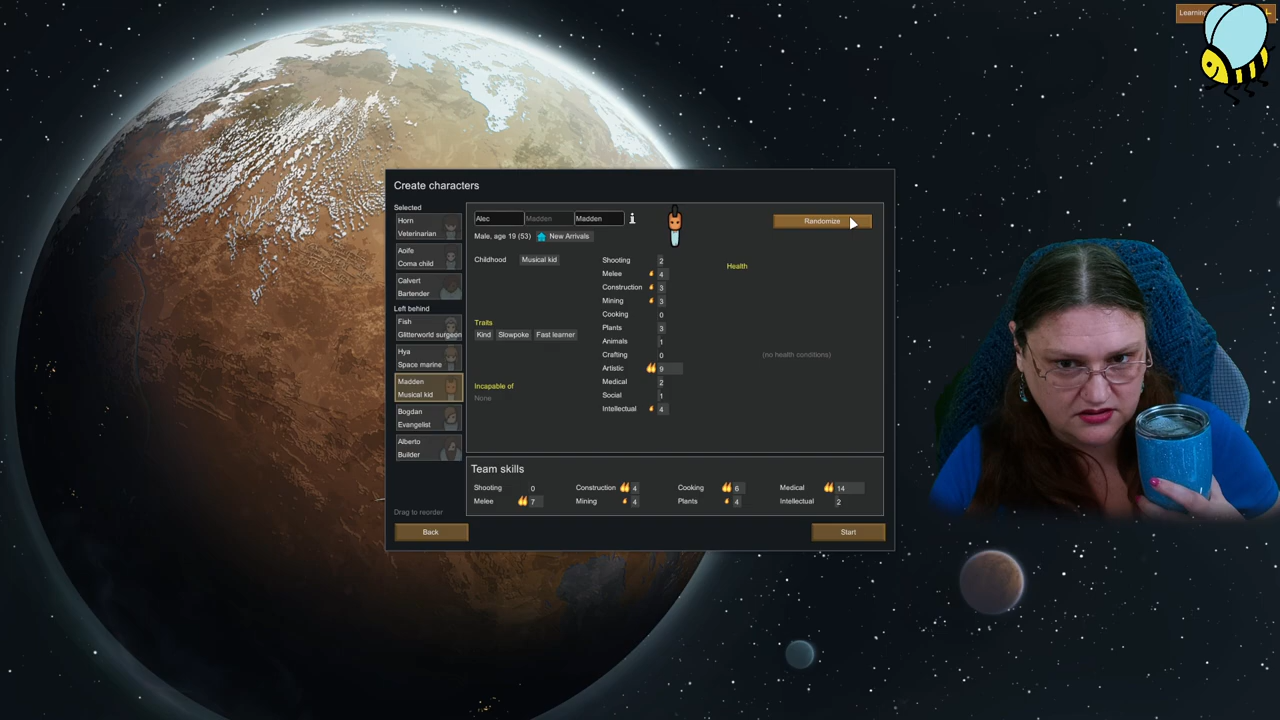 Learning
Create characters
Selected
Horn
Veterinarian
Aoife
Coma child
Calvert
Bartender
Left behind
Fish
Glitterworld surgeon
Hya
Space marine
Madden
Musical kid
Bogdan
Evangelist
Alberto
Builder
Drag to reorder
Alec Madden Madden
Randomize
Male, age 19 (53) New Arrivals
Childhood Musical kid
Traits
Kind Slowpoke Fast learner
Incapable of
None
Shooting 2
Melee 4
Construction 3
Mining 3
Cooking 0
Plants 3
Animals 1
Crafting 0
Artistic 9
Medical 2
Social 1
Intellectual 4
Health
(no health conditions)
Team skills
Shooting 0 Construction 4 Cooking 6 Medical 14
Melee 7 Mining 4 Plants 4 Intellectual 2
Back Start